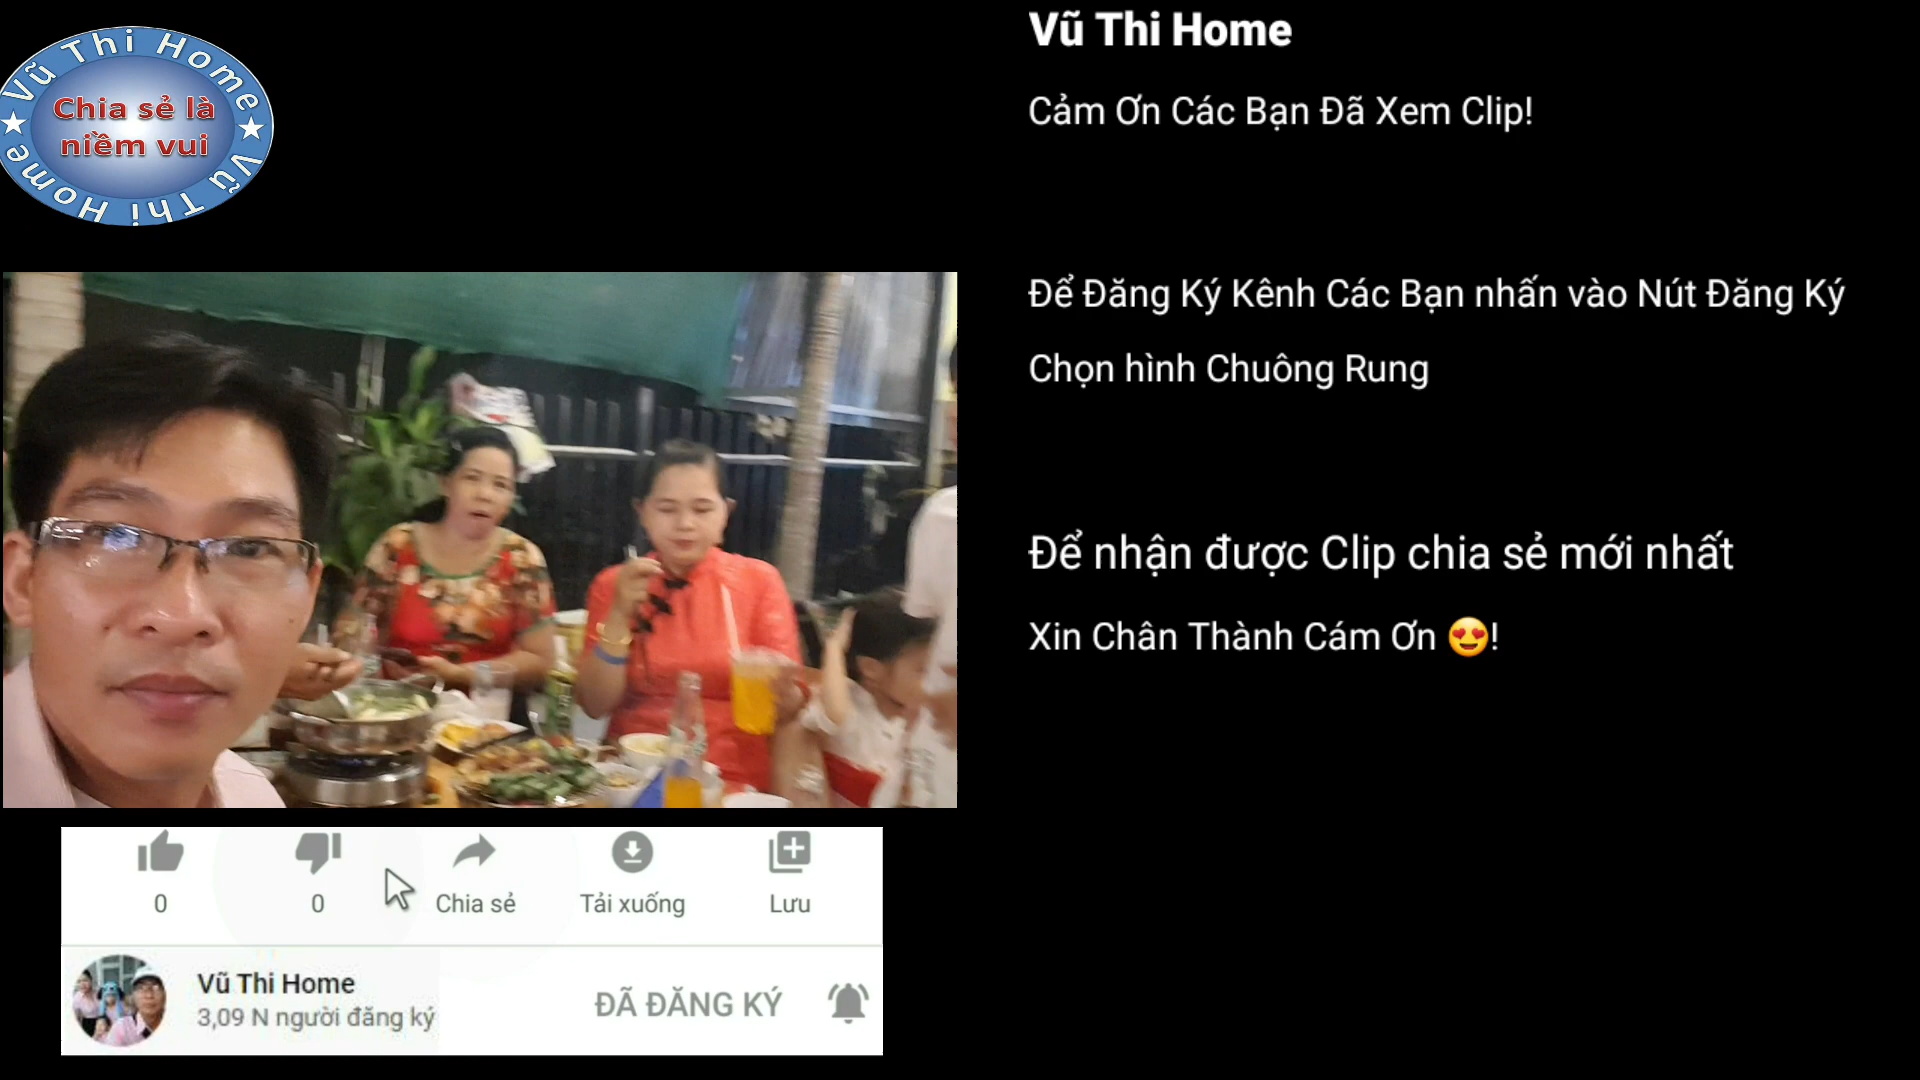 Vũ Thi Home
Chia sẻ là
niềm vui
Vũ Thi Home
Vũ Thi Home
Cảm Ơn Các Bạn Đã Xem Clip!
Để Đăng Ký Kênh Các Bạn nhấn vào Nút Đăng Ký
Chọn hình Chuông Rung
Để nhận được Clip chia sẻ mới nhất
Xin Chân Thành Cám Ơn 😍!
0
0
Chia sẻ
Tải xuống
Lưu
Vũ Thi Home
3,09 N người đăng ký
ĐÃ ĐĂNG KÝ